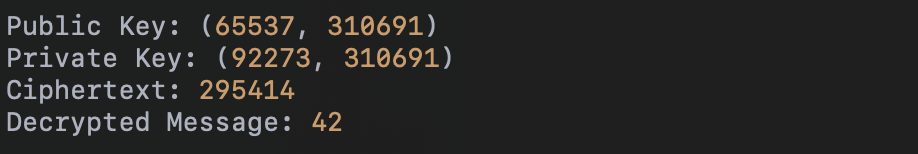 Public Key: (65537, 310691)
Private Key: (92273, 310691)
Ciphertext: 295414
Decrypted Message: 42